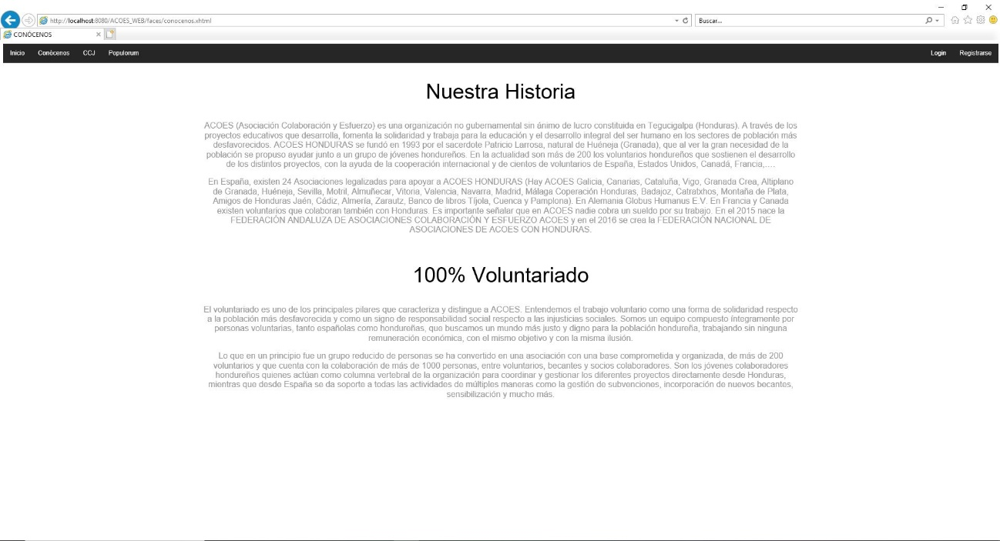 http://localhost:8080/ACOES_WEB/faces/conocenos.xhtml
Buscar...
CONÓCENOS
Inicio Conócenos CCJ Populorum Login Registrarse
Nuestra Historia
ACOES (Asociación Colaboración y Esfuerzo) es una organización no gubernamental sin ánimo de lucro constituida en Tegucigalpa (Honduras). A través de los
proyectos educativos que desarrolla, fomenta la solidaridad y trabaja para la educación y el desarrollo integral del ser humano en los sectores de población más
desfavorecidos. ACOES HONDURAS se fundó en 1993 por el sacerdote Patricio Larrosa, natural de Huéneja (Granada), que al ver la gran necesidad de la
población se propuso ayudar junto a un grupo de jóvenes hondureños. En la actualidad son más de 200 los voluntarios hondureños que sostienen el desarrollo
de los distintos proyectos, con la ayuda de la cooperación internacional y de cientos de voluntarios de España, Estados Unidos, Canadá, Francia,....
En España, existen 24 Asociaciones legalizadas para apoyar a ACOES HONDURAS (Hay ACOES Galicia, Canarias, Cataluña, Vigo, Granada Crea, Altiplano
de Granada, Huéneja, Sevilla, Motril, Almuñecar, Vitoria, Valencia, Navarra, Madrid, Málaga Coperación Honduras, Badajoz, Catratxhos, Montaña de Plata,
Amigos de Honduras Jaén, Cádiz, Almería, Zarautz, Banco de libros Tíjola, Cuenca y Pamplona). En Alemania Globus Humanus E.V. En Francia y Canada
existen voluntarios que colaboran también con Honduras. Es importante señalar que en ACOES nadie cobra un sueldo por su trabajo. En el 2015 nace la
FEDERACIÓN ANDALUZA DE ASOCIACIONES COLABORACIÓN Y ESFUERZO ACOES y en el 2016 se crea la FEDERACIÓN NACIONAL DE
ASOCIACIONES DE ACOES CON HONDURAS.
100% Voluntariado
El voluntariado es uno de los principales pilares que caracteriza y distingue a ACOES. Entendemos el trabajo voluntario como una forma de solidaridad respecto
a la población más desfavorecida y como un signo de responsabilidad social respecto a las injusticias sociales. Somos un equipo compuesto íntegramente por
personas voluntarias, tanto españolas como hondureñas, que buscamos un mundo más justo y digno para la población hondureña, trabajando sin ninguna
remuneración económica, con el mismo objetivo y con la misma ilusión.
Lo que en un principio fue un grupo reducido de personas se ha convertido en una asociación con una base comprometida y organizada, de más de 200
voluntarios y que cuenta con la colaboración de más de 1000 personas, entre voluntarios, becantes y socios colaboradores. Son los jóvenes colaboradores
hondureños quienes actúan como columna vertebral de la organización para coordinar y gestionar los diferentes proyectos directamente desde Honduras,
mientras que desde España se da soporte a todas las actividades de múltiples maneras como la gestión de subvenciones, incorporación de nuevos becantes,
sensibilización y mucho más.